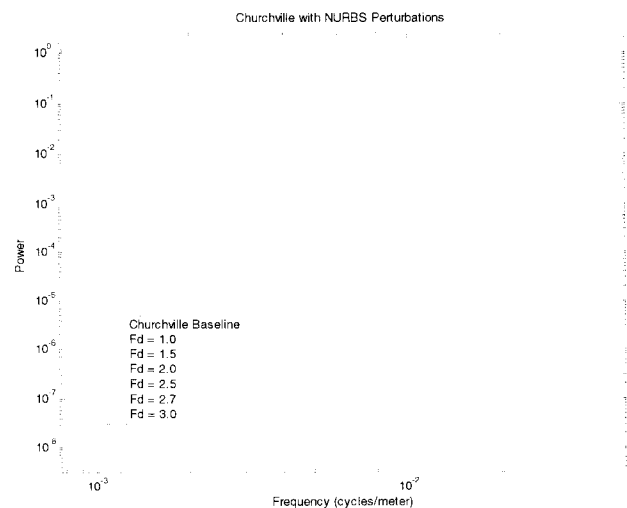 Churchville with NURBS Perturbations
10^0
10^-1
10^-2
10^-3
10^-4
10^-5
10^-6
10^-7
10^-8
Power
Churchville Baseline
Fd = 1.0
Fd = 1.5
Fd = 2.0
Fd = 2.5
Fd = 2.7
Fd = 3.0
10^-3
10^-2
Frequency (cycles/meter)